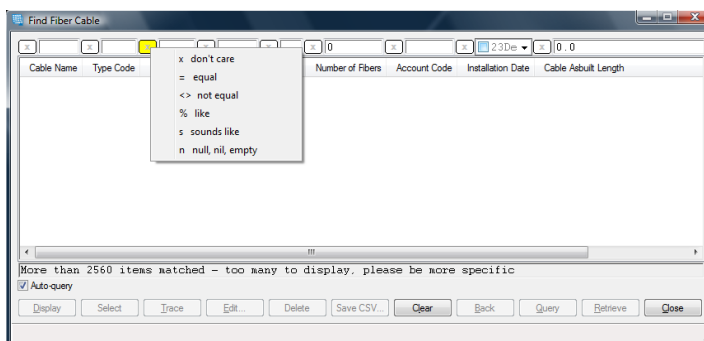 Find Fiber Cable
x x x x x x 0 x x 23De x 0.0
Cable Name Type Code Number of Fibers Account Code Installation Date Cable Asbuilt Length
x don't care
= equal
<> not equal
% like
s sounds like
n null, nil, empty
More than 2560 items matched - too many to display, please be more specific
Auto-query
Display Select Trace Edit... Delete Save CSV... Clear Back Query Retrieve Close